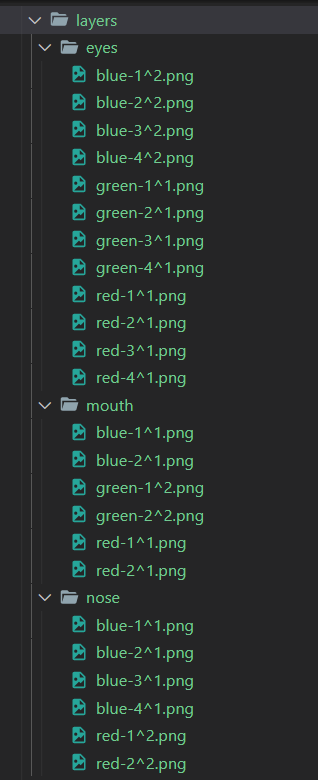 layers
eyes
blue-1^2.png
blue-2^2.png
blue-3^2.png
blue-4^2.png
green-1^1.png
green-2^1.png
green-3^1.png
green-4^1.png
red-1^1.png
red-2^1.png
red-3^1.png
red-4^1.png
mouth
blue-1^1.png
blue-2^1.png
green-1^2.png
green-2^2.png
red-1^1.png
red-2^1.png
nose
blue-1^1.png
blue-2^1.png
blue-3^1.png
blue-4^1.png
red-1^2.png
red-2^2.png